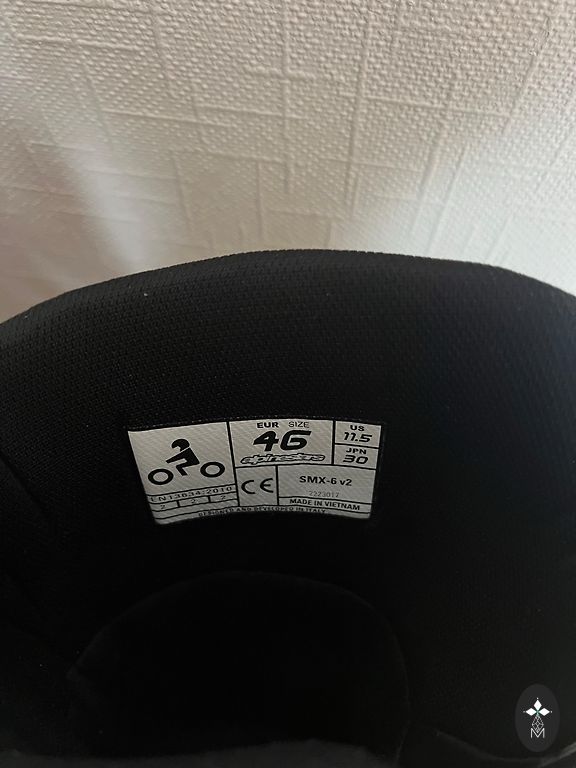 EUR SIZE
46
alpinestars
US
11.5
JPN
30
EN13634:2010
2 2 2
CE
SMX-6 v2
2223017
MADE IN VIETNAM
DESIGNED AND DEVELOPED IN ITALY
M